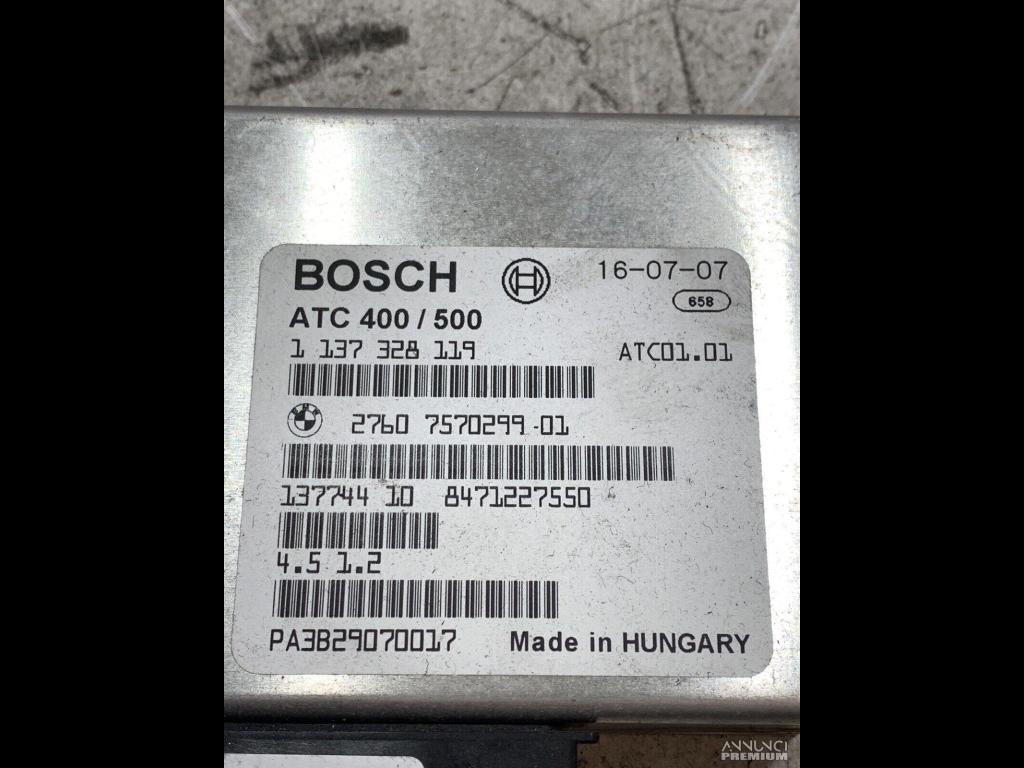 BOSCH
16-07-07
658
ATC 400 / 500
1 137 328 119
ATC01.01
BMW
2760 7570299-01
137744 10 8471227550
4.5 1.2
PA3B29070017
Made in HUNGARY
ANNUNCI
PREMIUM